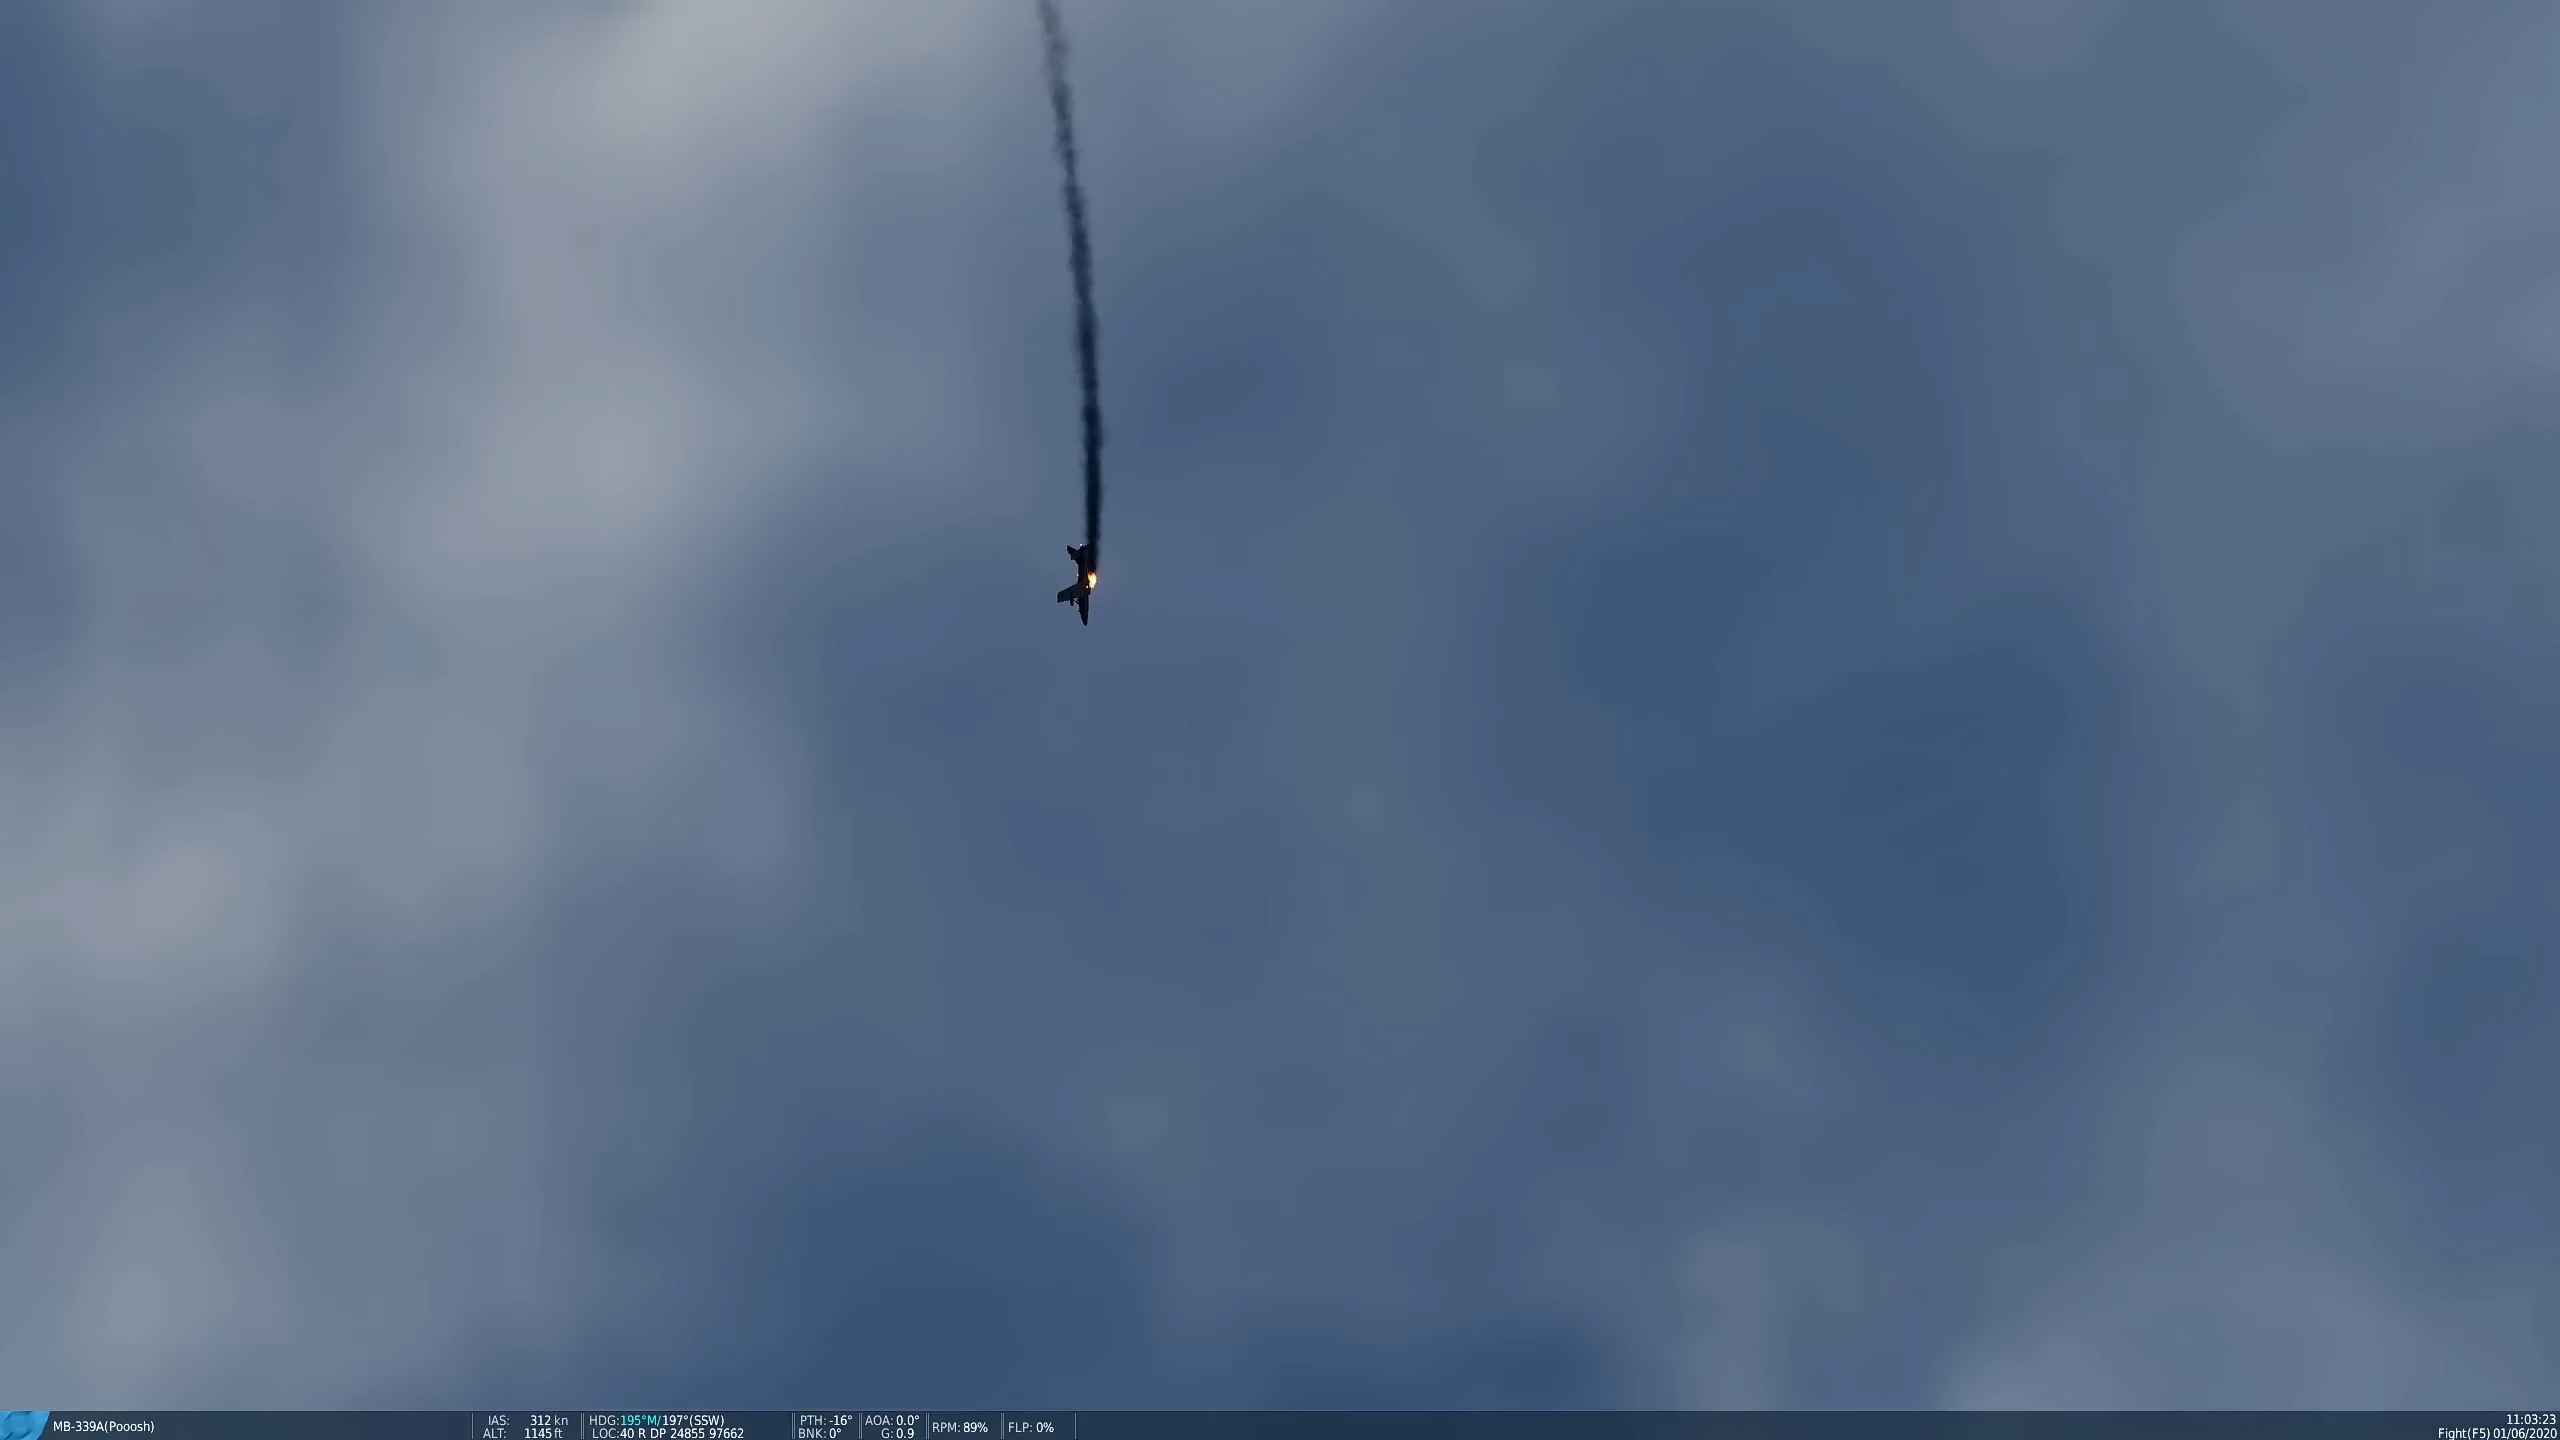 MB-339A(Pooosh)
IAS: 312 kn
ALT: 1145 ft
HDG:195°M/197°(SSW)
LOC:40 R DP 24855 97662
PTH: -16°
BNK: 0°
AOA: 0.0°
G: 0.9
RPM: 89%
FLP: 0%
11:03:23
Fight(F5) 01/06/2020